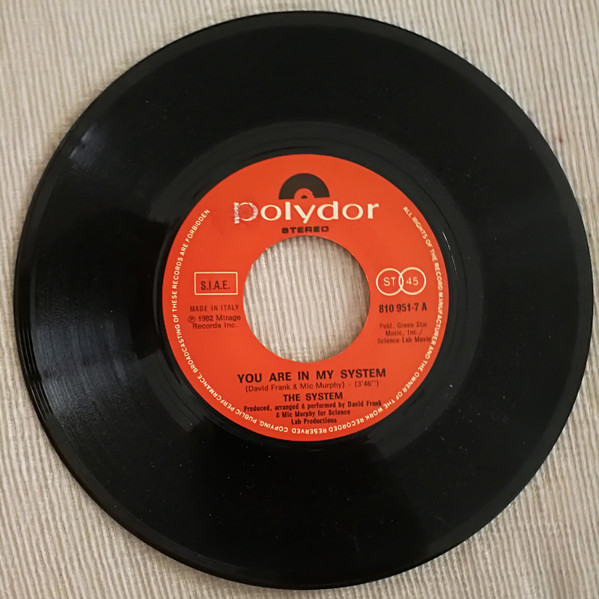 polydor
STEREO
S.I.A.E.
ST 45
MADE IN ITALY
℗ 1982 Mirage
Records Inc.
810 951-7 A
Publ. Green Star
Music, Inc./
Science Lab Music
YOU ARE IN MY SYSTEM
(David Frank & Mic Murphy) - (3'46'')
THE SYSTEM
Produced, arranged & performed by David Frank
& Mic Murphy for Science
Lab Productions
ALL RIGHTS OF THE RECORD MANUFACTURER AND THE OWNER OF THE WORK RECORDED RESERVED. COPYING, PUBLIC PERFORMANCE, BROADCASTING OF THESE RECORDS ARE FORBIDDEN